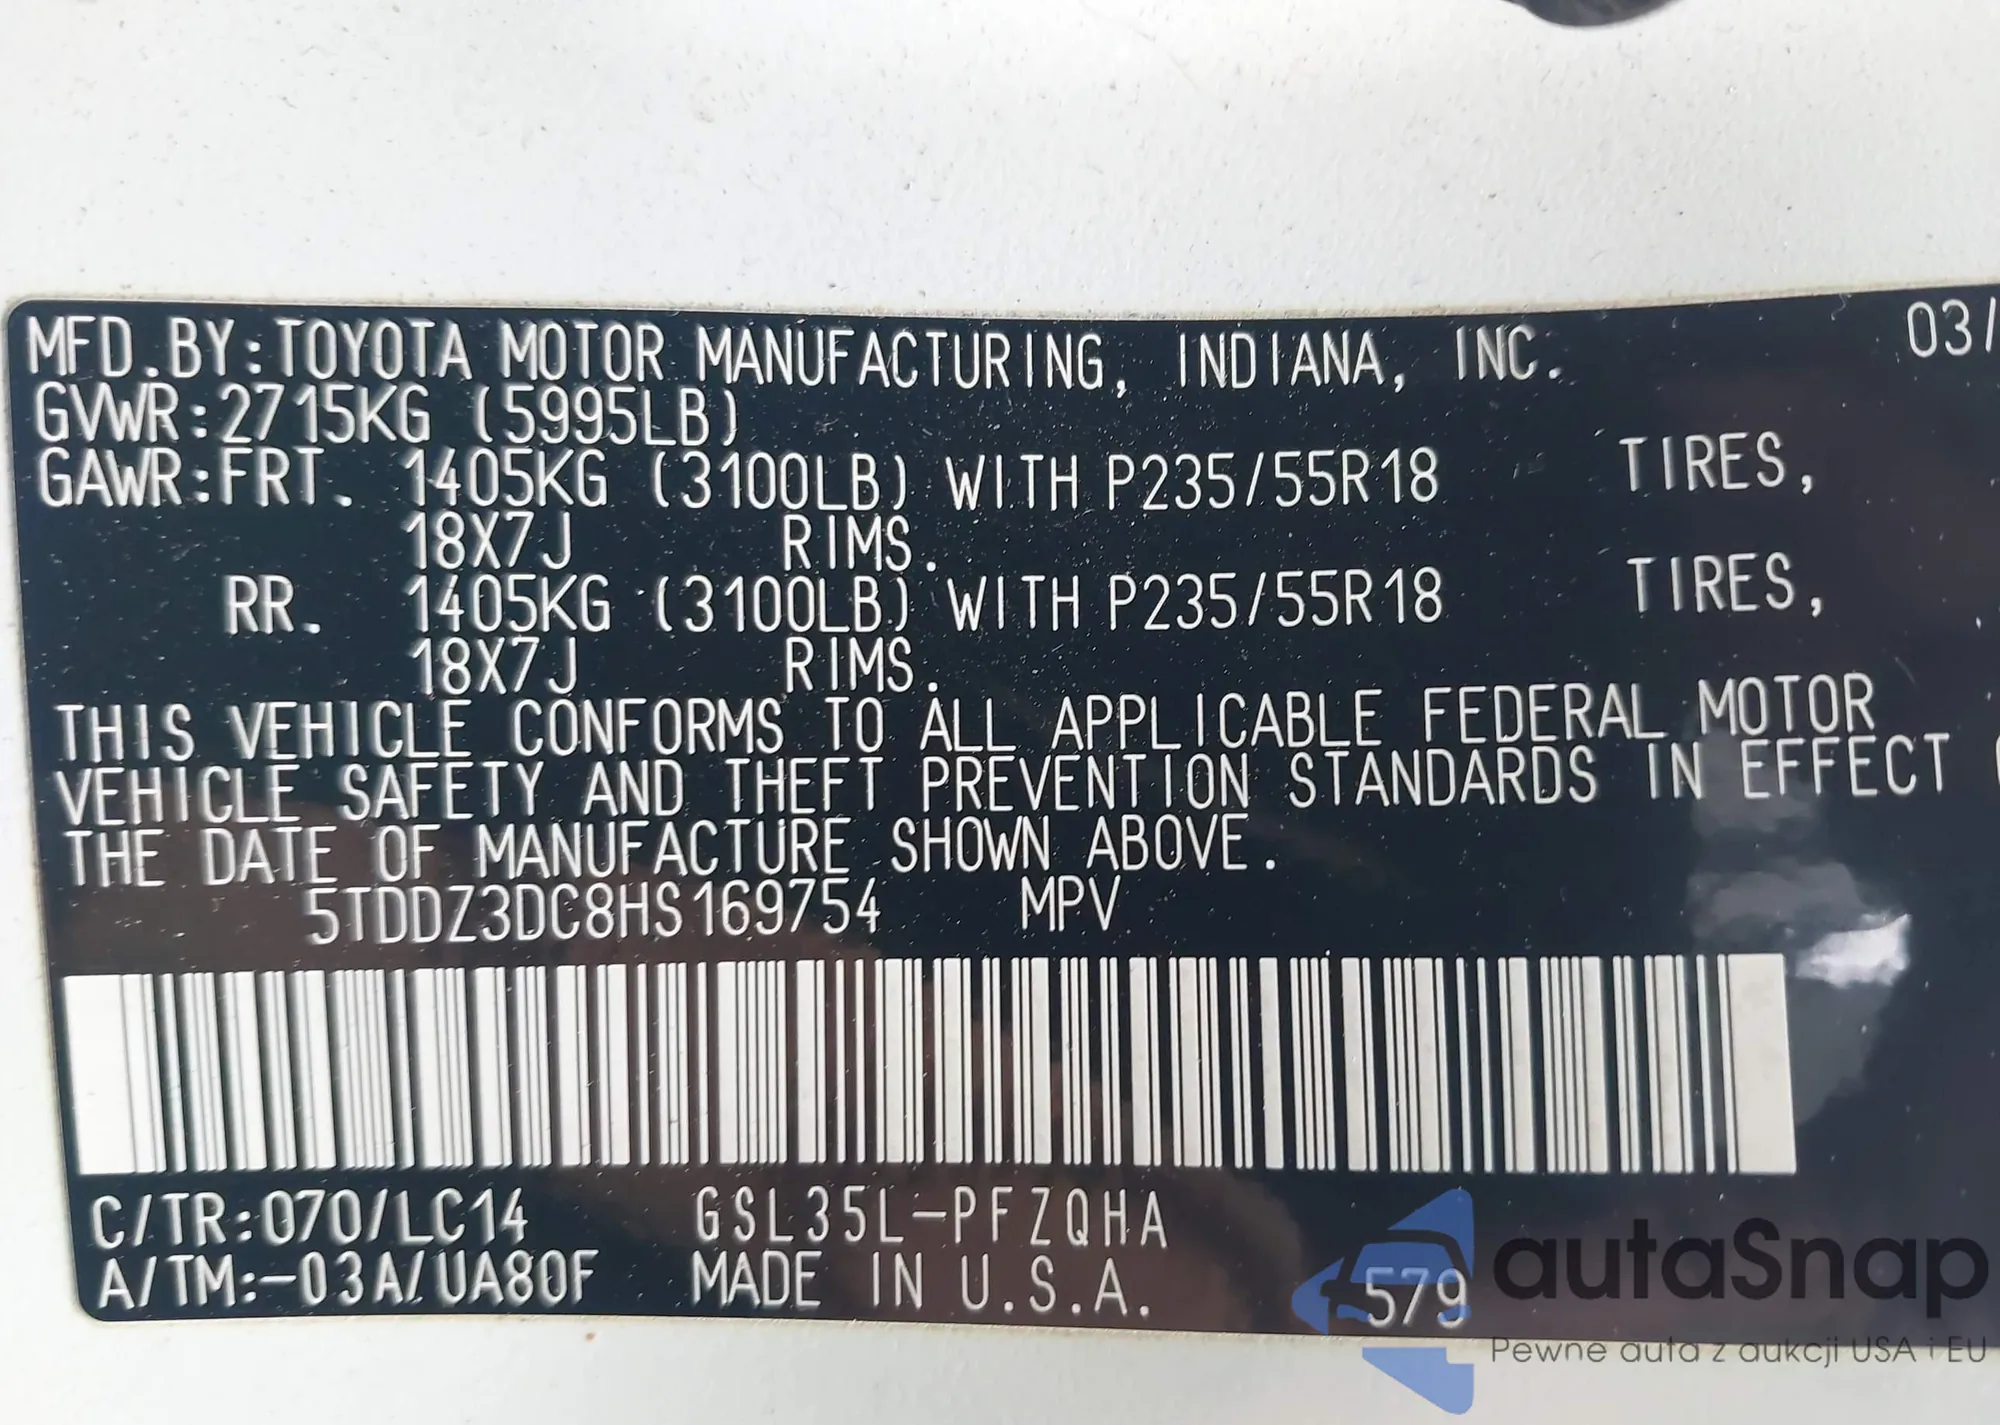 MFD.BY:TOYOTA MOTOR MANUFACTURING, INDIANA, INC. 03/
GVWR:2715KG (5995LB)
GAWR:FRT. 1405KG (3100LB) WITH P235/55R18 TIRES,
18X7J RIMS.
RR. 1405KG (3100LB) WITH P235/55R18 TIRES,
18X7J RIMS.
THIS VEHICLE CONFORMS TO ALL APPLICABLE FEDERAL MOTOR
VEHICLE SAFETY AND THEFT PREVENTION STANDARDS IN EFFECT
THE DATE OF MANUFACTURE SHOWN ABOVE.
5TDDZ3DC8HS169754 MPV
C/TR:070/LC14 GSL35L-PFZQHA
A/TM:-03A/UA80F MADE IN U.S.A. 579
autaSnap
Pewne auta z aukcji USA i EU